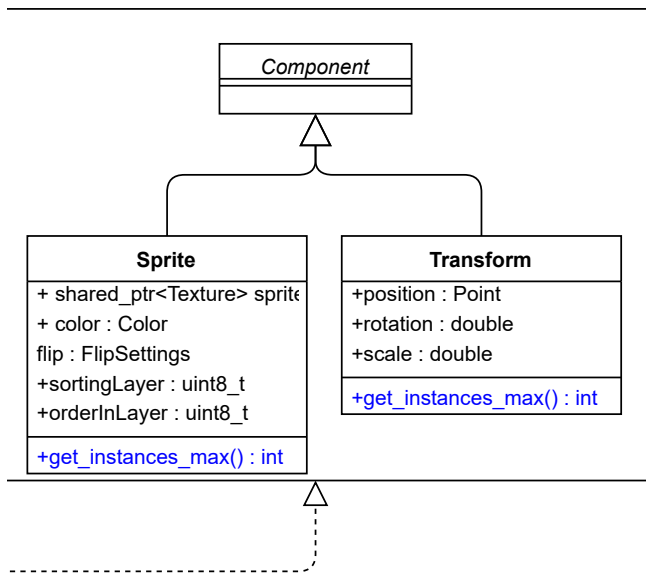 Component
Sprite
+ shared_ptr<Texture> sprite
+ color : Color
flip : FlipSettings
+sortingLayer : uint8_t
+orderInLayer : uint8_t
+get_instances_max() : int
Transform
+position : Point
+rotation : double
+scale : double
+get_instances_max() : int